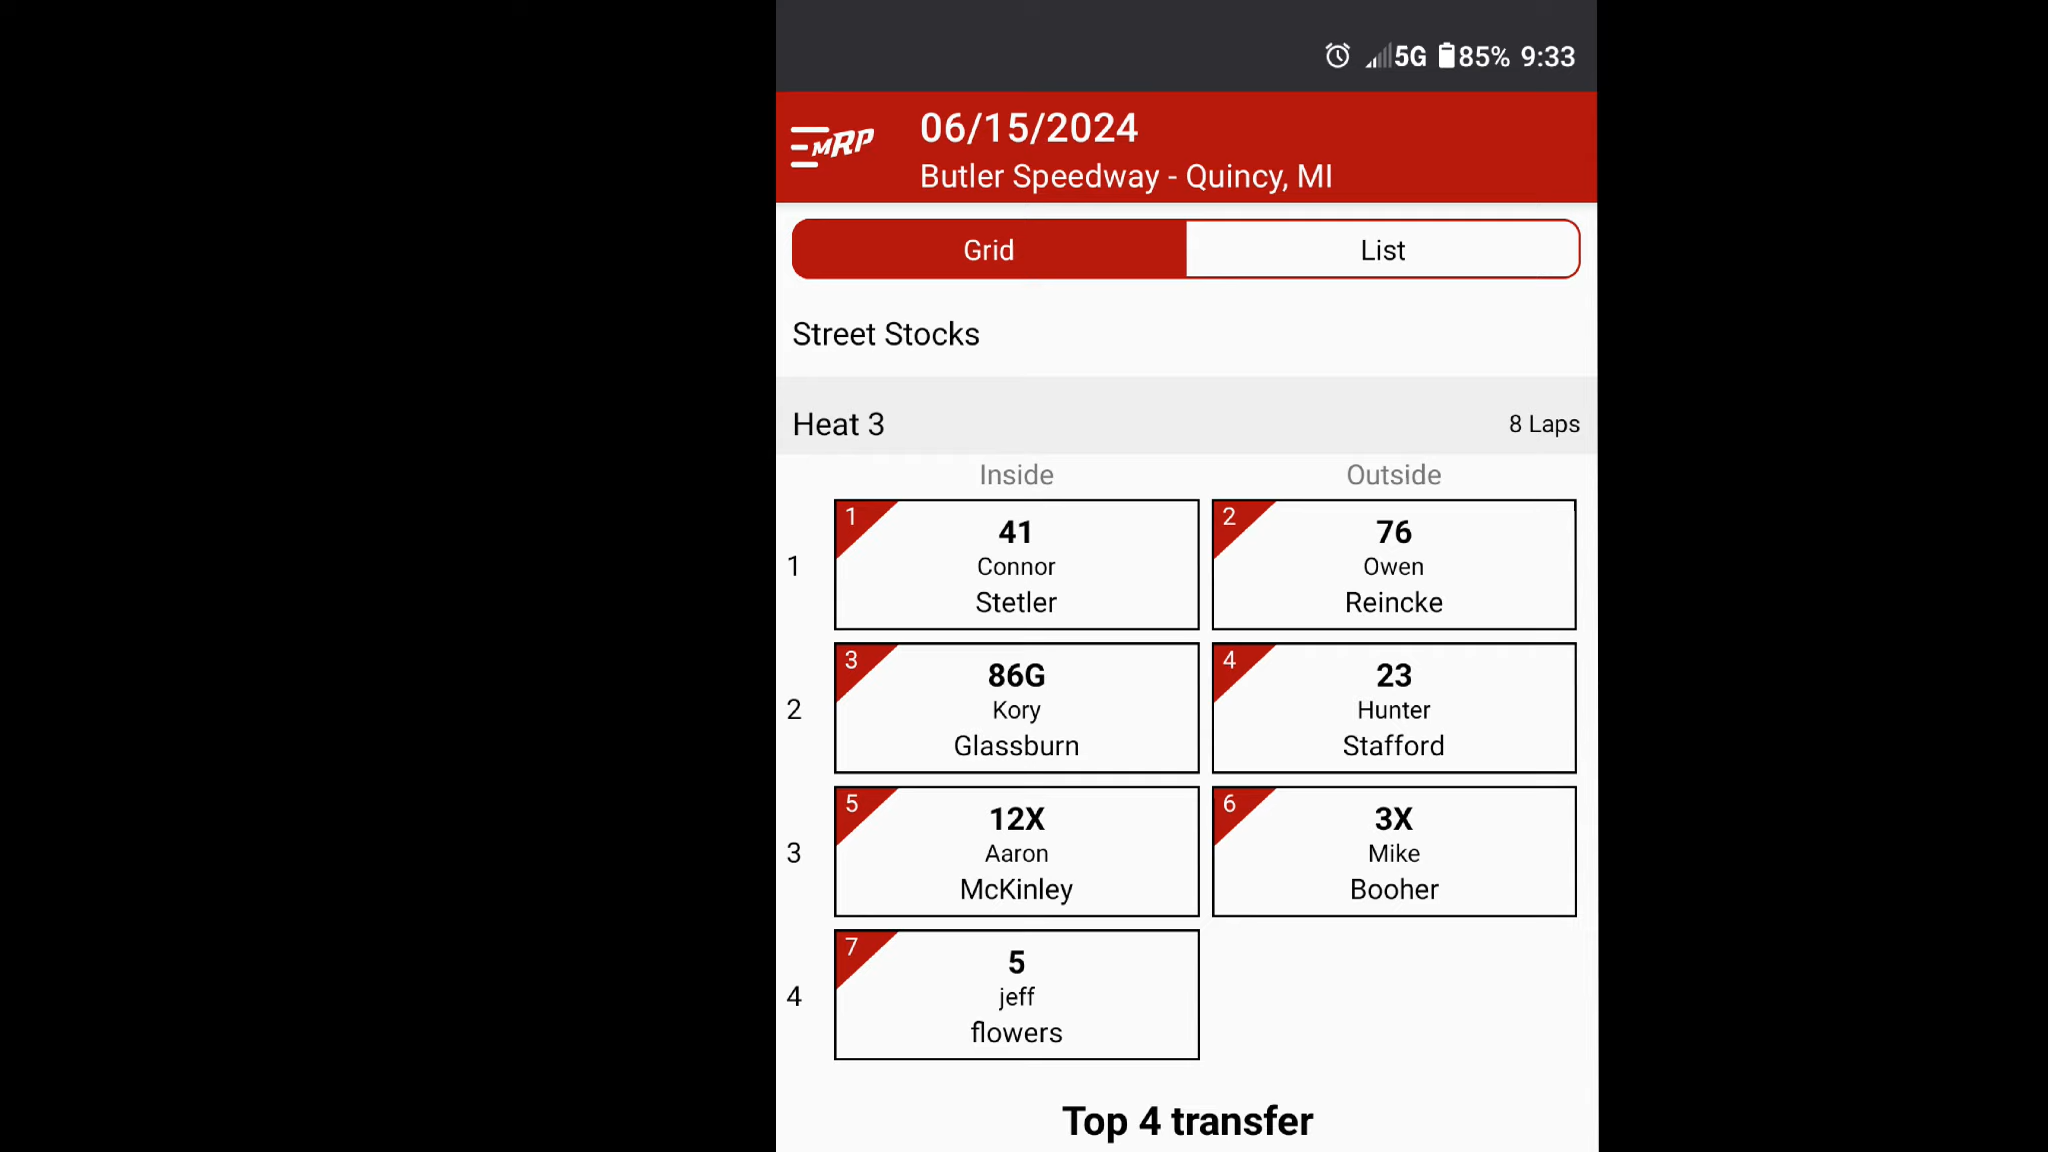 5G 85% 9:33
MRP
06/15/2024
Butler Speedway - Quincy, MI
Grid List
Street Stocks
Heat 3 8 Laps
Inside Outside
1
1
41
Connor
Stetler
2
76
Owen
Reincke
2
3
86G
Kory
Glassburn
4
23
Hunter
Stafford
3
5
12X
Aaron
McKinley
6
3X
Mike
Booher
4
7
5
jeff
flowers
Top 4 transfer